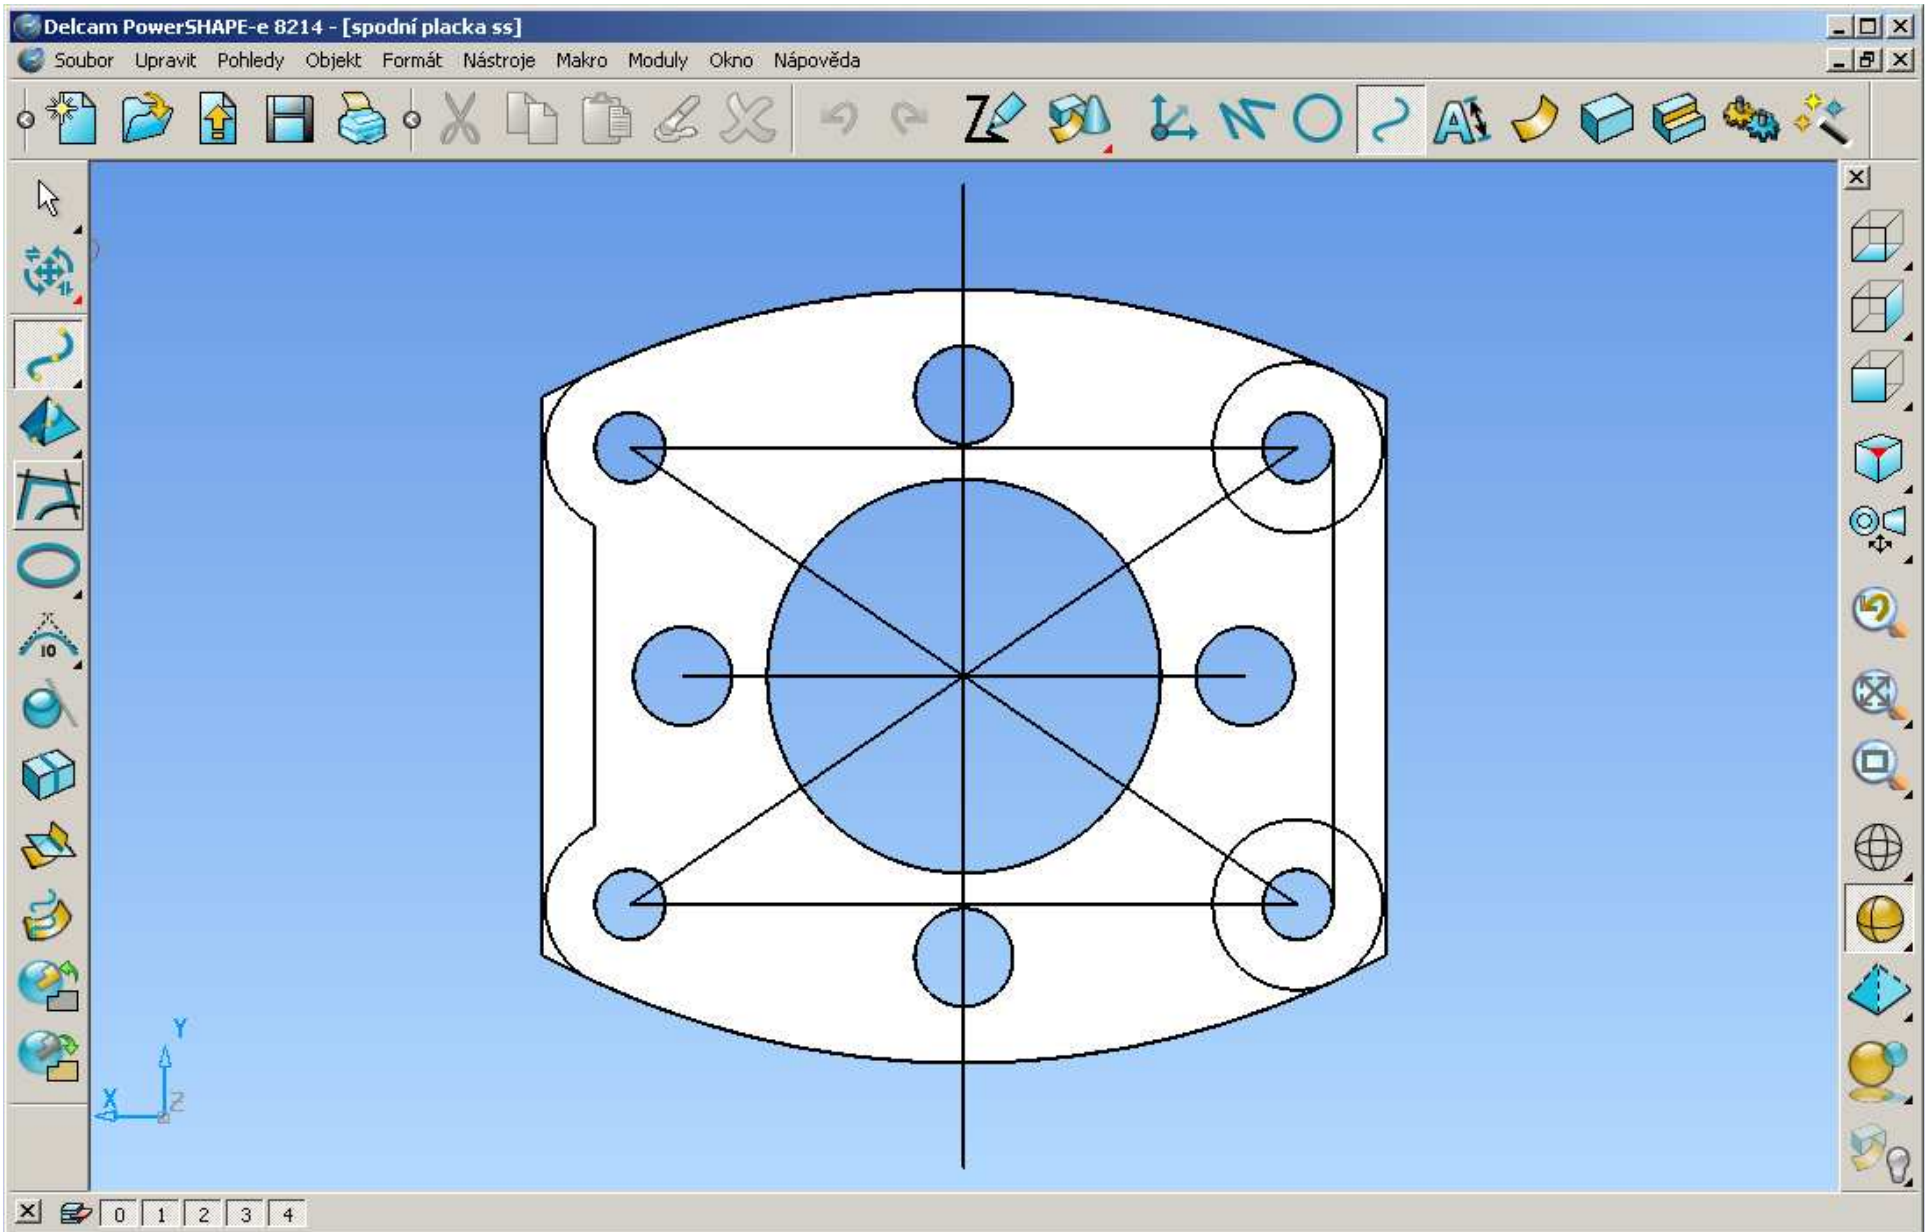 Delcam PowerSHAPE-e 8214 - [spodní placka ss]
Soubor Upravit Pohledy Objekt Formát Nástroje Makro Moduly Okno Nápověda
10
Y
X
Z
0 1 2 3 4